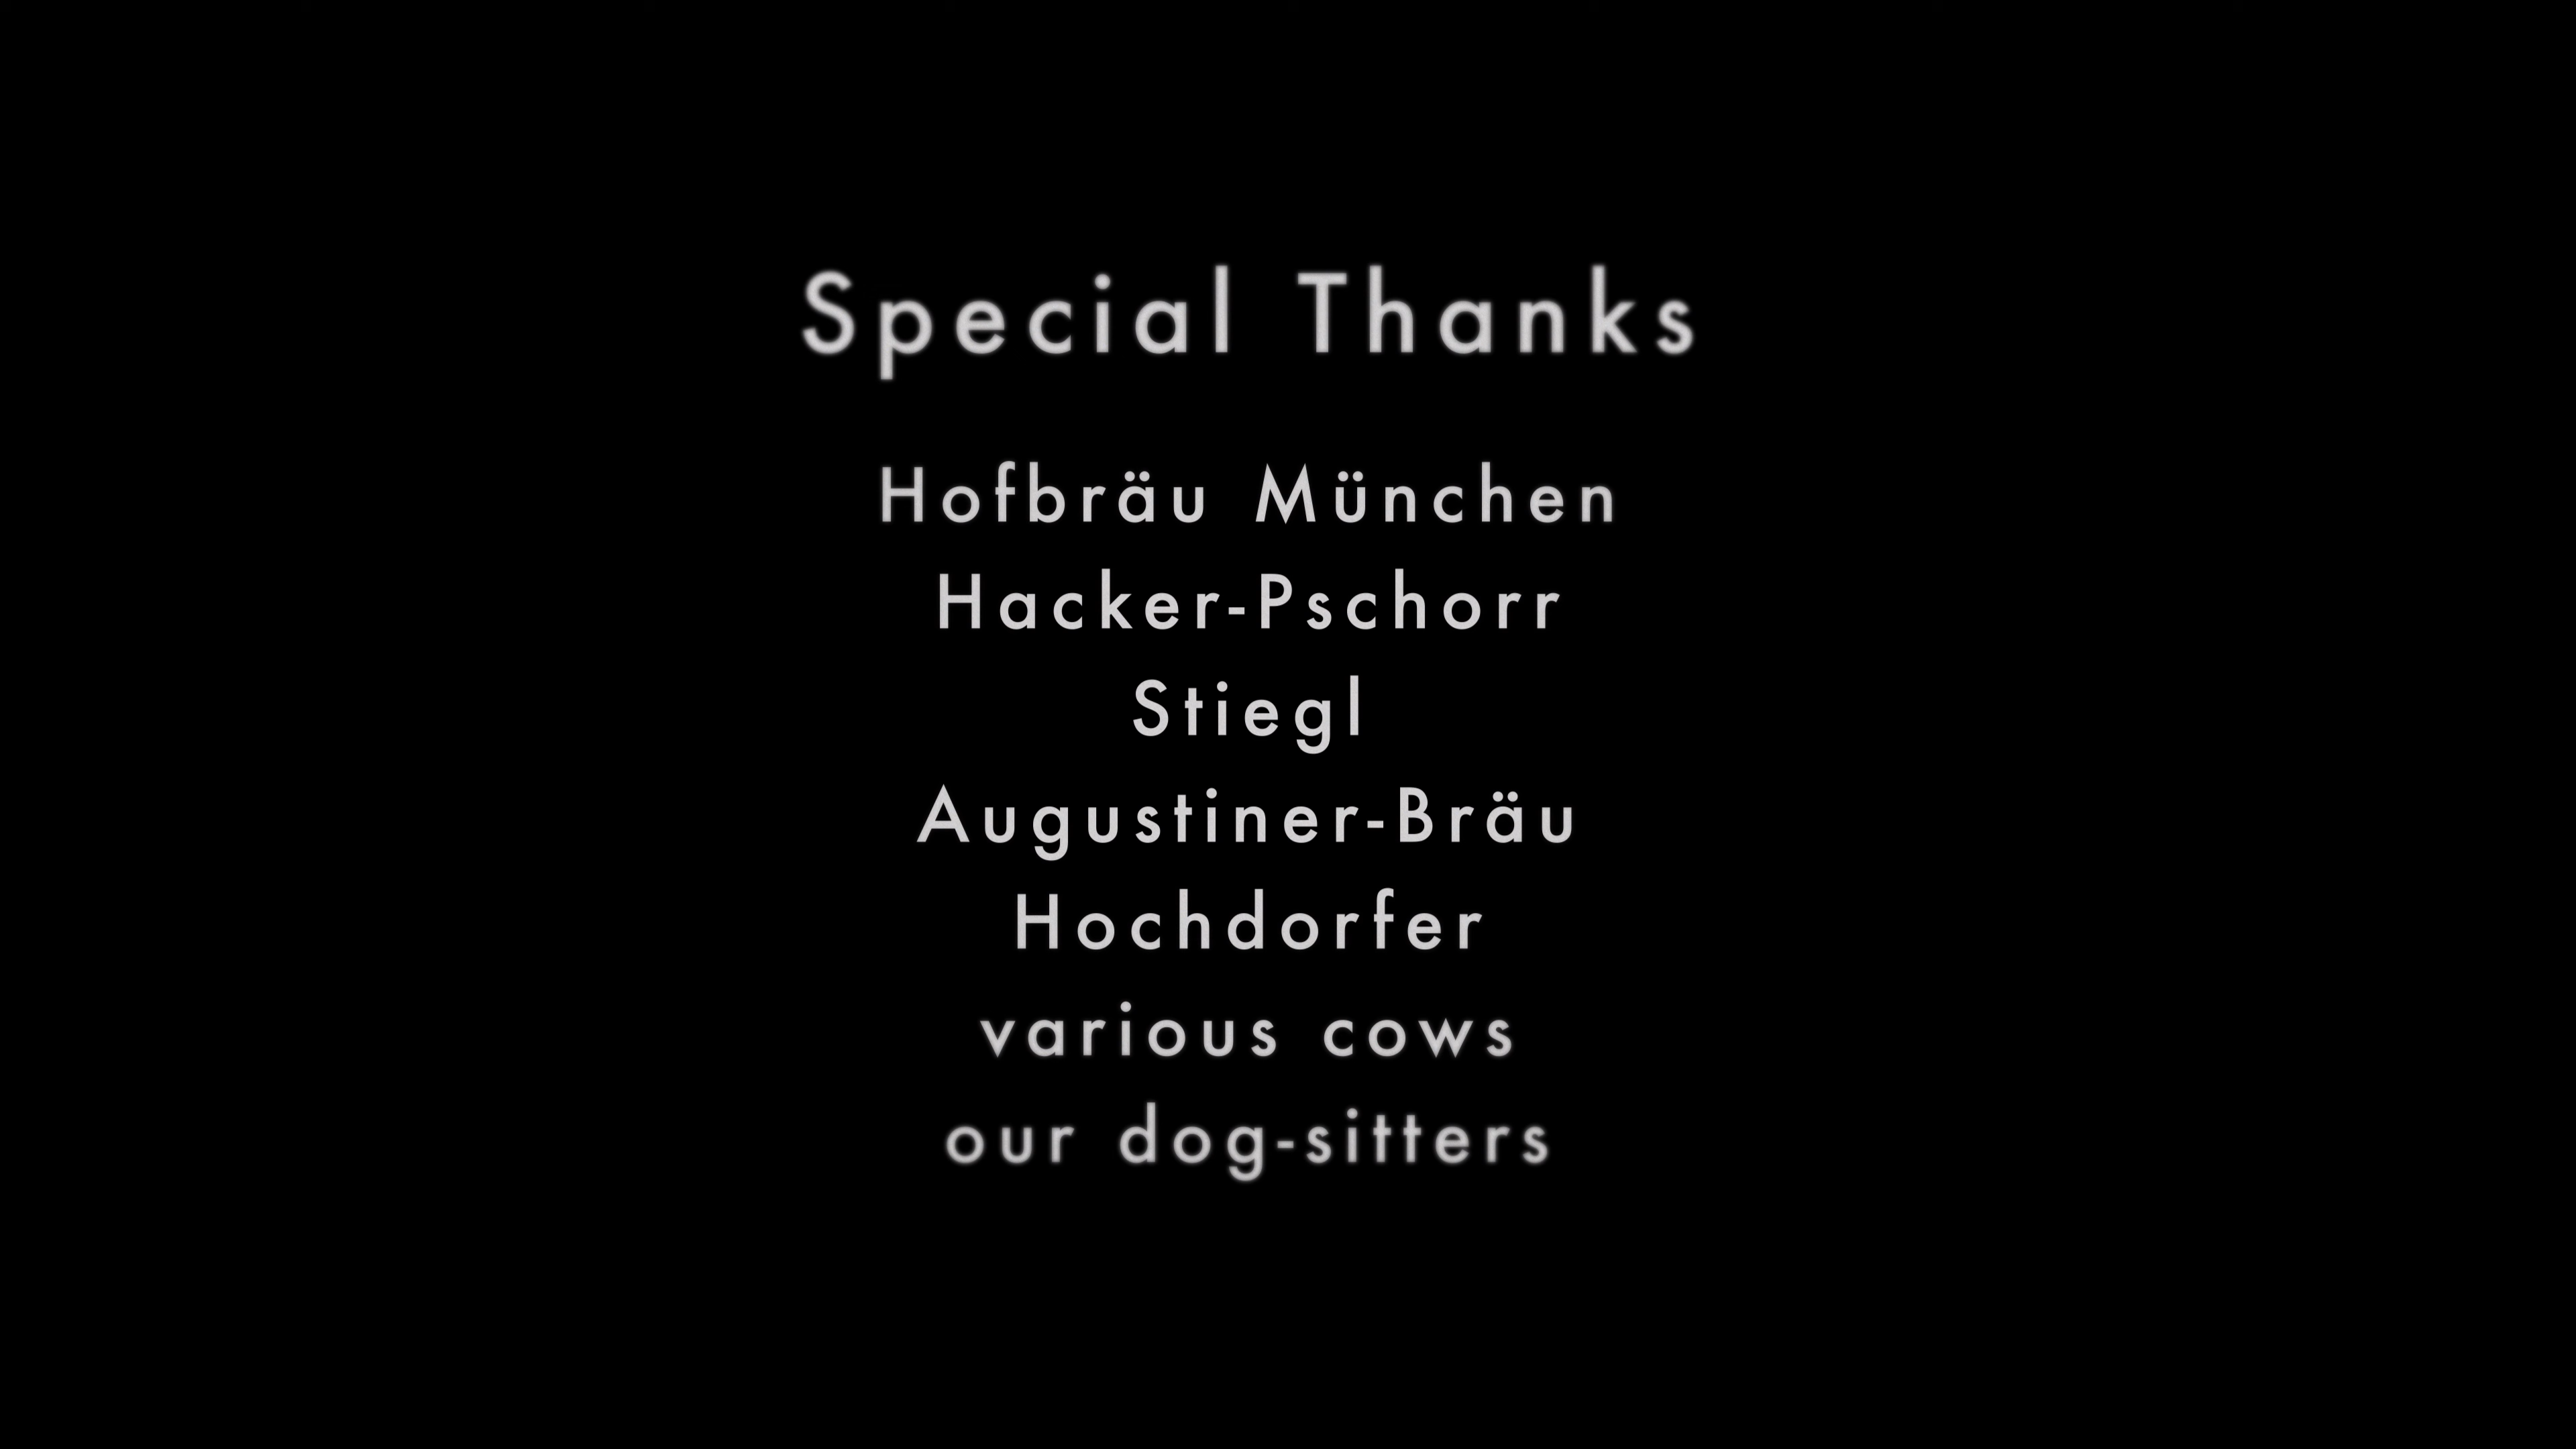 Special Thanks
Hofbräu München
Hacker-Pschorr
Stiegl
Augustiner-Bräu
Hochdorfer
various cows
our dog-sitters